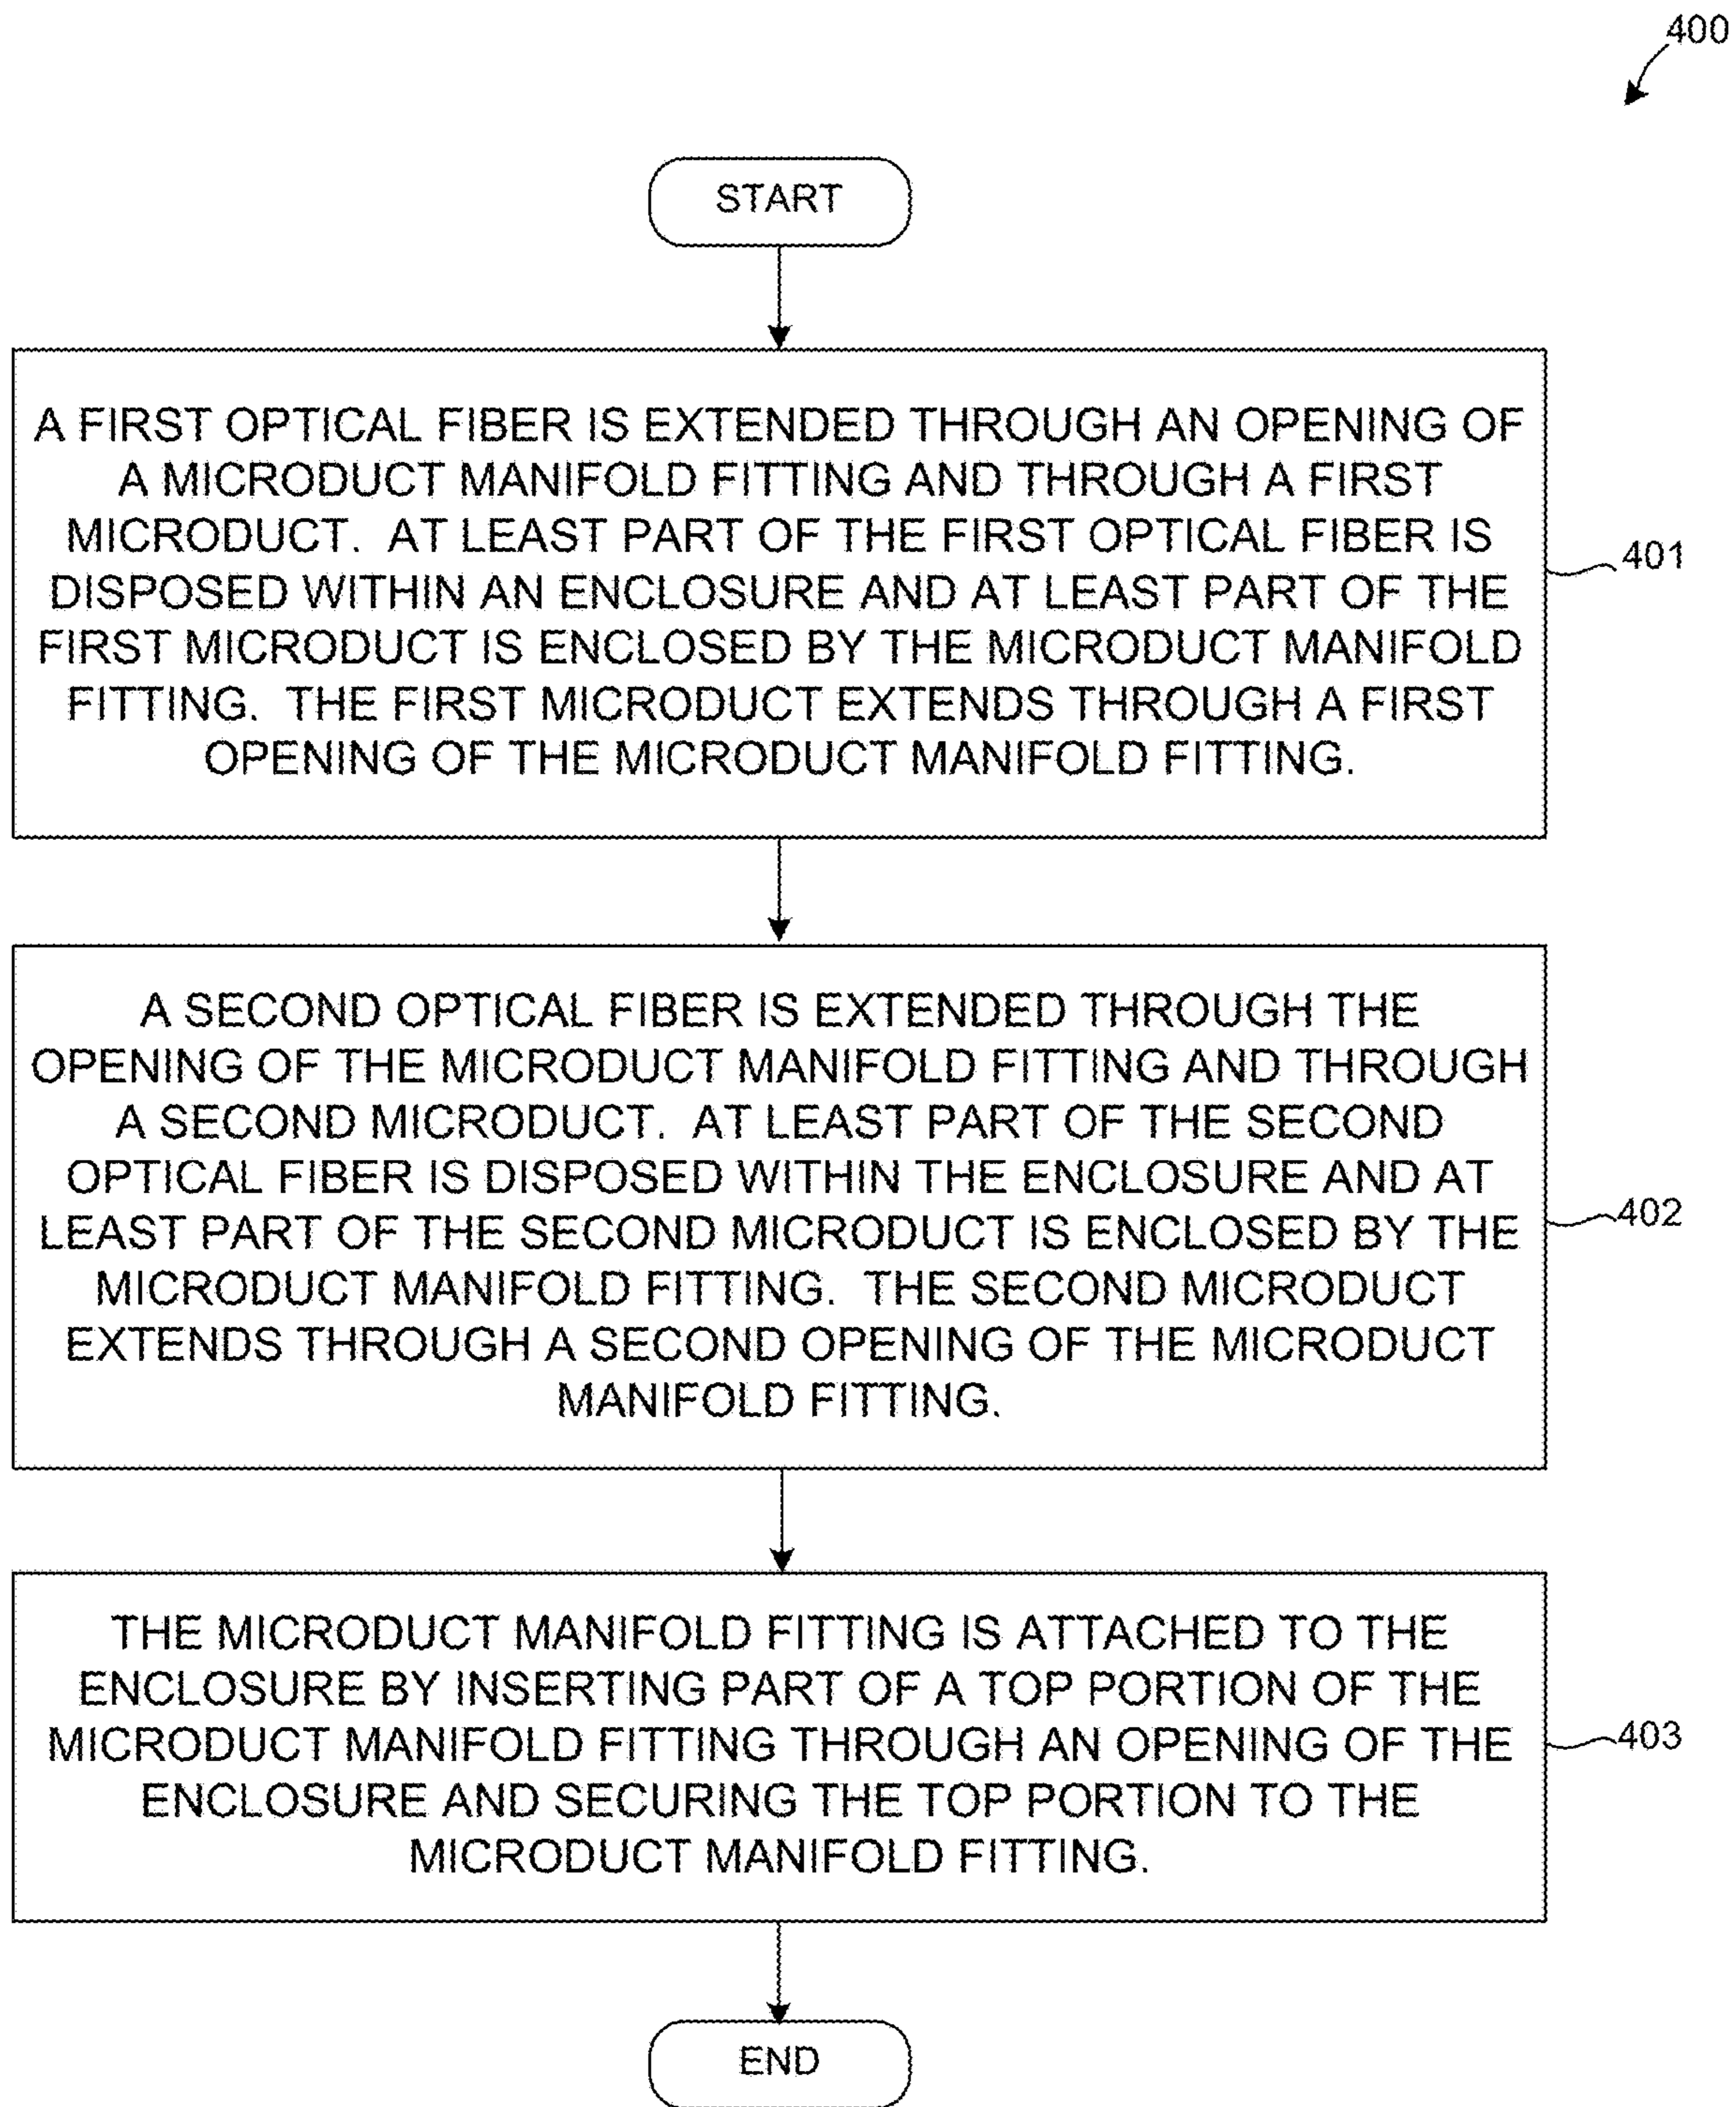 400
START
A FIRST OPTICAL FIBER IS EXTENDED THROUGH AN OPENING OF
A MICRODUCT MANIFOLD FITTING AND THROUGH A FIRST
MICRODUCT. AT LEAST PART OF THE FIRST OPTICAL FIBER IS
DISPOSED WITHIN AN ENCLOSURE AND AT LEAST PART OF THE
FIRST MICRODUCT IS ENCLOSED BY THE MICRODUCT MANIFOLD
FITTING. THE FIRST MICRODUCT EXTENDS THROUGH A FIRST
OPENING OF THE MICRODUCT MANIFOLD FITTING.
401
A SECOND OPTICAL FIBER IS EXTENDED THROUGH THE
OPENING OF THE MICRODUCT MANIFOLD FITTING AND THROUGH
A SECOND MICRODUCT. AT LEAST PART OF THE SECOND
OPTICAL FIBER IS DISPOSED WITHIN THE ENCLOSURE AND AT
LEAST PART OF THE SECOND MICRODUCT IS ENCLOSED BY THE
MICRODUCT MANIFOLD FITTING. THE SECOND MICRODUCT
EXTENDS THROUGH A SECOND OPENING OF THE MICRODUCT
MANIFOLD FITTING.
402
THE MICRODUCT MANIFOLD FITTING IS ATTACHED TO THE
ENCLOSURE BY INSERTING PART OF A TOP PORTION OF THE
MICRODUCT MANIFOLD FITTING THROUGH AN OPENING OF THE
ENCLOSURE AND SECURING THE TOP PORTION TO THE
MICRODUCT MANIFOLD FITTING.
403
END